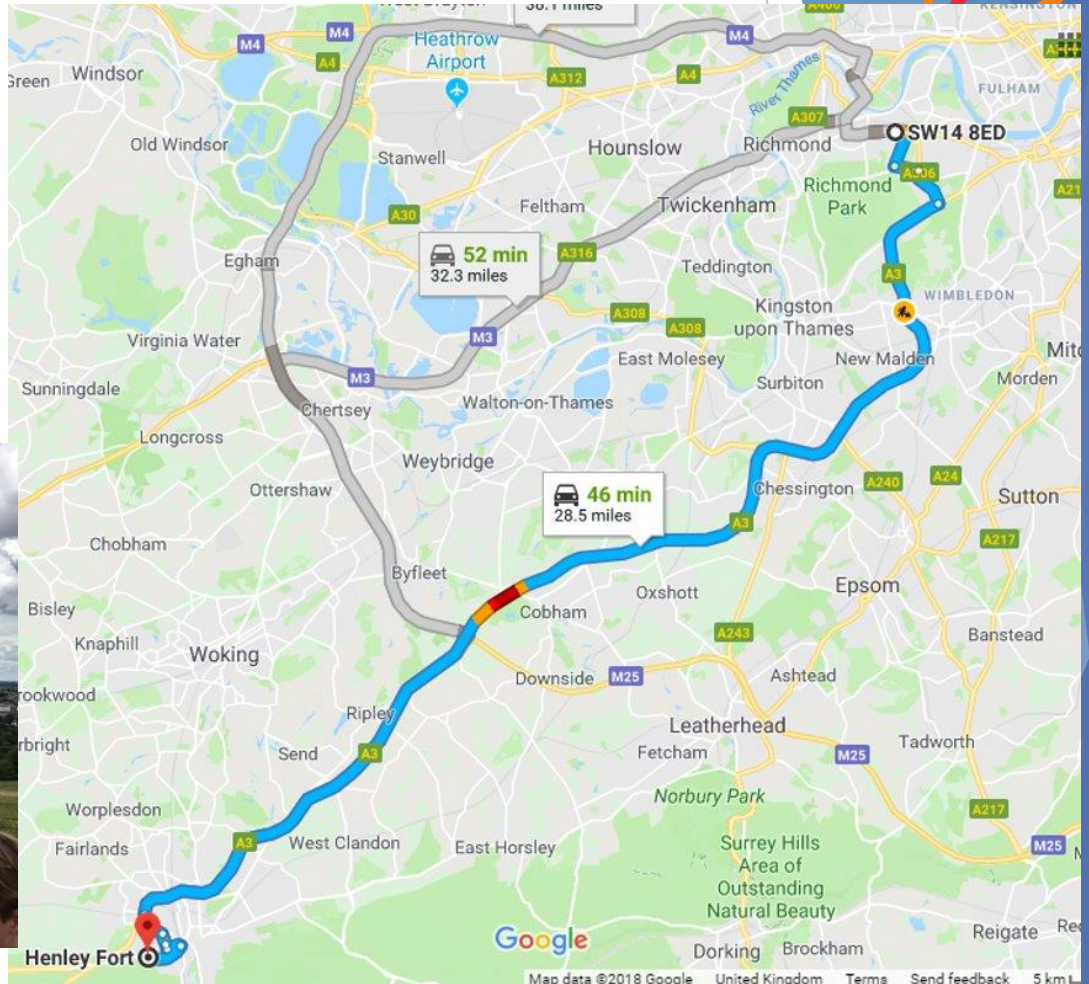 38.1 miles
KENSINGTON
M4
M4
A4
Heathrow
Airport
A312
A4
Green
Windsor
River Thames
FULHAM
A307
SW14 8ED
Old Windsor
Hounslow
Richmond
Stanwell
A306
Richmond
Park
A30
Feltham
Twickenham
52 min
32.3 miles
Egham
A316
Teddington
A3
WIMBLEDON
A308
Kingston
upon Thames
A308
Virginia Water
M3
East Molesey
New Malden
Sunningdale
M3
Surbiton
Morden
Chertsey
Walton-on-Thames
Longcross
Weybridge
46 min
28.5 miles
Chessington
A240
A24
Ottershaw
Sutton
A3
Chobham
A217
Byfleet
Oxshott
Epsom
Bisley
Cobham
Knaphill
Woking
A243
Banstead
Downside
M25
Ashtead
rookwood
Ripley
Leatherhead
rbright
Send
A3
Fetcham
Tadworth
M25
Norbury Park
Worplesdon
A217
Fairlands
A3
West Clandon
East Horsley
Surrey Hills
Area of
Outstanding
Natural Beauty
M25
Google
Reigate
Henley Fort
Dorking
Brockham
Map data ©2018 Google
United Kingdom
Terms
Send feedback
5 km